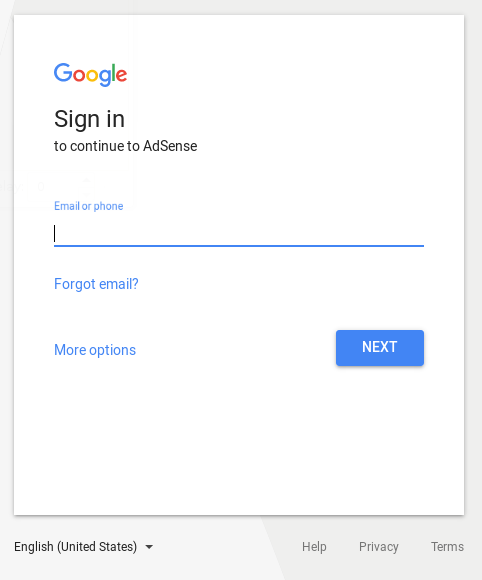 Google
Sign in
to continue to AdSense
Email or phone
Forgot email?
More options
NEXT
English (United States)
Help
Privacy
Terms